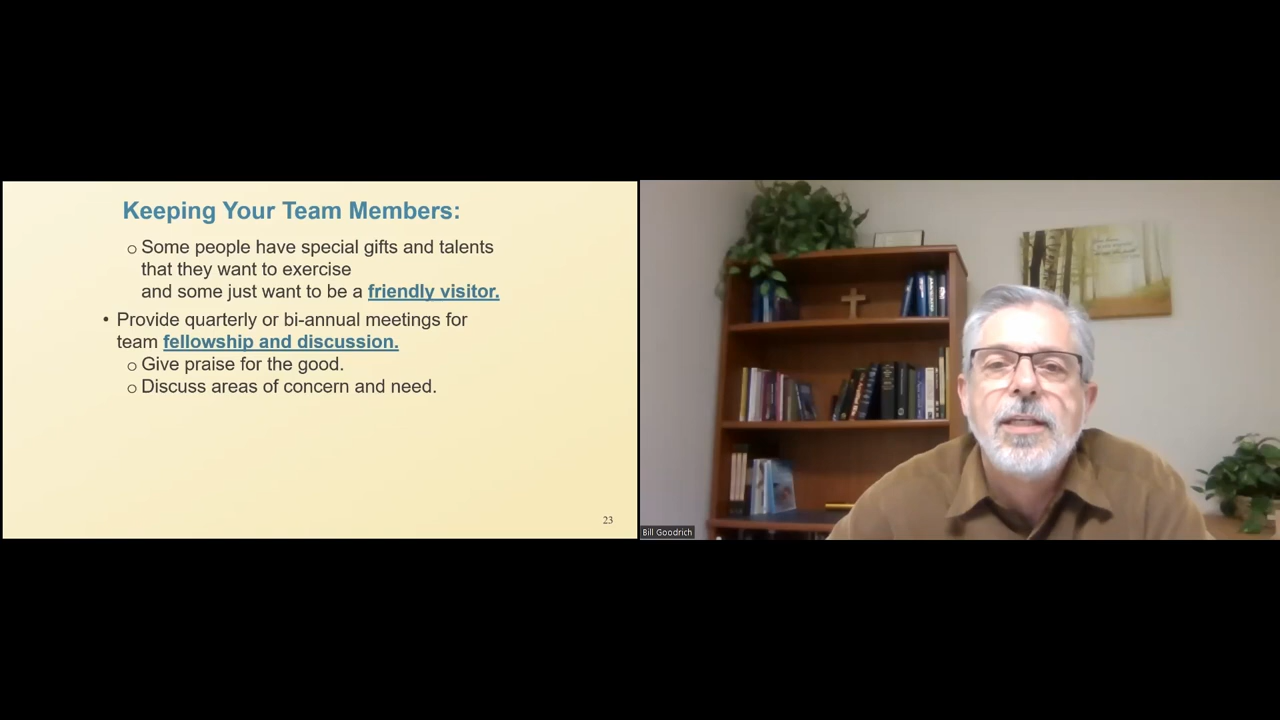 Keeping Your Team Members:
o Some people have special gifts and talents
that they want to exercise
and some just want to be a friendly visitor.
• Provide quarterly or bi-annual meetings for
team fellowship and discussion.
o Give praise for the good.
o Discuss areas of concern and need.
23
Bill Goodrich